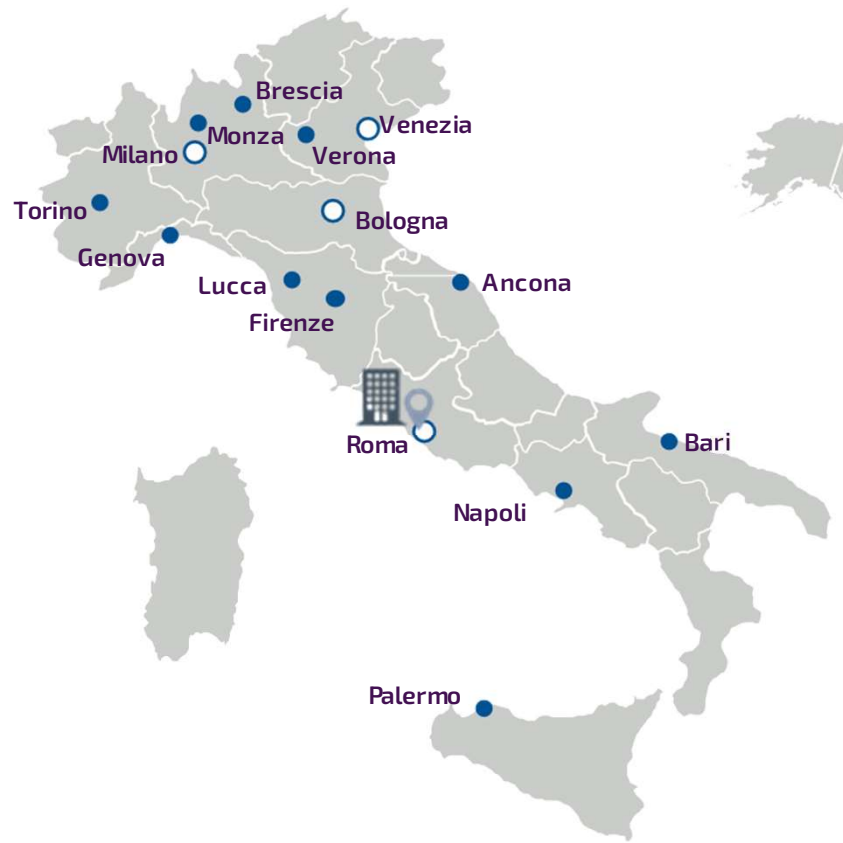 Brescia
Venezia
Monza
Milano
Verona
Torino
Bologna
Genova
Lucca
Ancona
Firenze
Roma
Bari
Napoli
Palermo